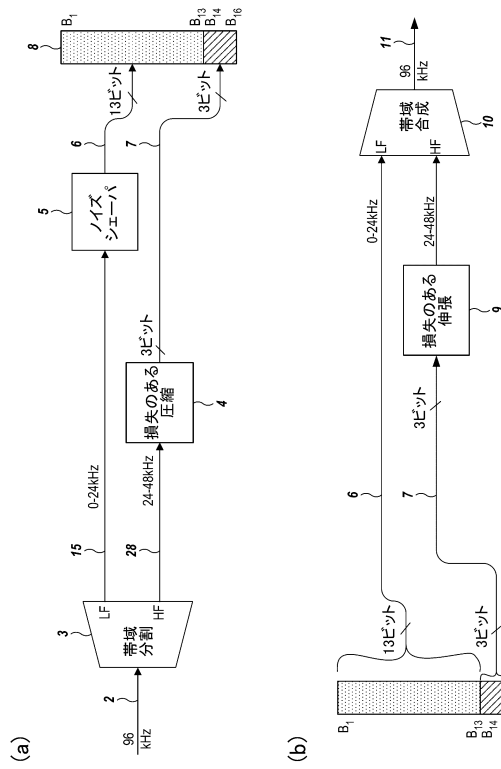 (a)
96
kHz
2
3
帯域
分割
LF
HF
15
0-24kHz
28
24-48kHz
損失のある
圧縮
4
3ビット
ノイズ
シェーパ
5
6
13ビット
7
3ビット
8
B1
B13
B14
B16
(b)
B1
B13
B14
13ビット
3ビット
6
7
3ビット
損失のある
伸張
9
0-24kHz
24-48kHz
LF
HF
帯域
合成
10
96
kHz
11